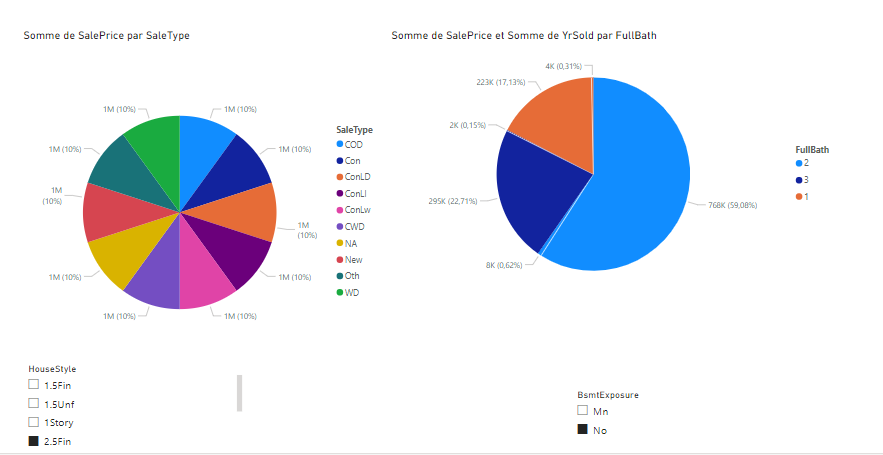 Somme de SalePrice par SaleType
1M (10%)
1M (10%)
1M (10%)
1M (10%)
1M
(10%)
1M
(10%)
1M (10%)
1M (10%)
1M (10%)
1M (10%)
SaleType
COD
Con
ConLD
ConLI
ConLw
CWD
NA
New
Oth
WD
Somme de SalePrice et Somme de YrSold par FullBath
4K (0,31%)
223K (17,13%)
2K (0,15%)
295K (22,71%)
8K (0,62%)
768K (59,08%)
FullBath
2
3
1
HouseStyle
1.5Fin
1.5Unf
1Story
2.5Fin
BsmtExposure
Mn
No